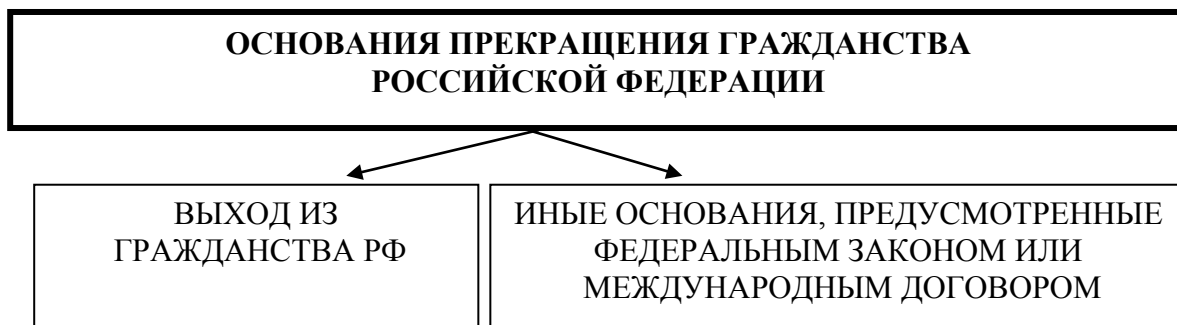 ОСНОВАНИЯ ПРЕКРАЩЕНИЯ ГРАЖДАНСТВА
РОССИЙСКОЙ ФЕДЕРАЦИИ
ВЫХОД ИЗ
ГРАЖДАНСТВА РФ
ИНЫЕ ОСНОВАНИЯ, ПРЕДУСМОТРЕННЫЕ
ФЕДЕРАЛЬНЫМ ЗАКОНОМ ИЛИ
МЕЖДУНАРОДНЫМ ДОГОВОРОМ